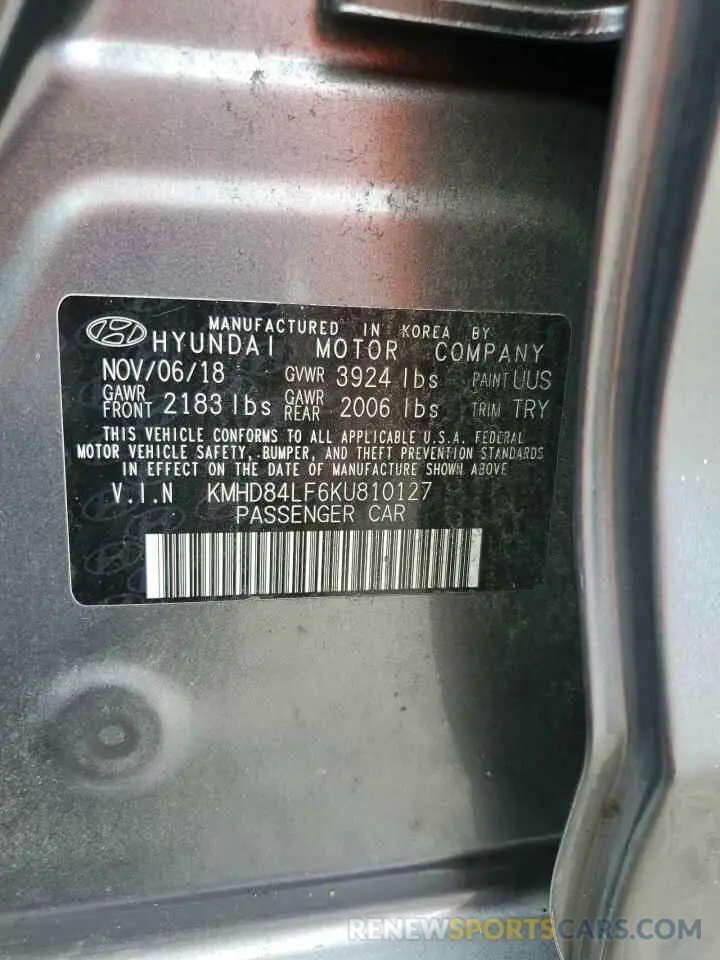 MANUFACTURED IN KOREA BY
HYUNDAI MOTOR COMPANY
NOV/06/18 GVWR 3924 lbs PAINT UUS
GAWR FRONT 2183 lbs GAWR REAR 2006 lbs TRIM TRY
THIS VEHICLE CONFORMS TO ALL APPLICABLE U.S.A. FEDERAL
MOTOR VEHICLE SAFETY, BUMPER, AND THEFT PREVENTION STANDARDS
IN EFFECT ON THE DATE OF MANUFACTURE SHOWN ABOVE
V.I.N KMHD84LF6KU810127
PASSENGER CAR
RENEWSPORTSCARS.COM